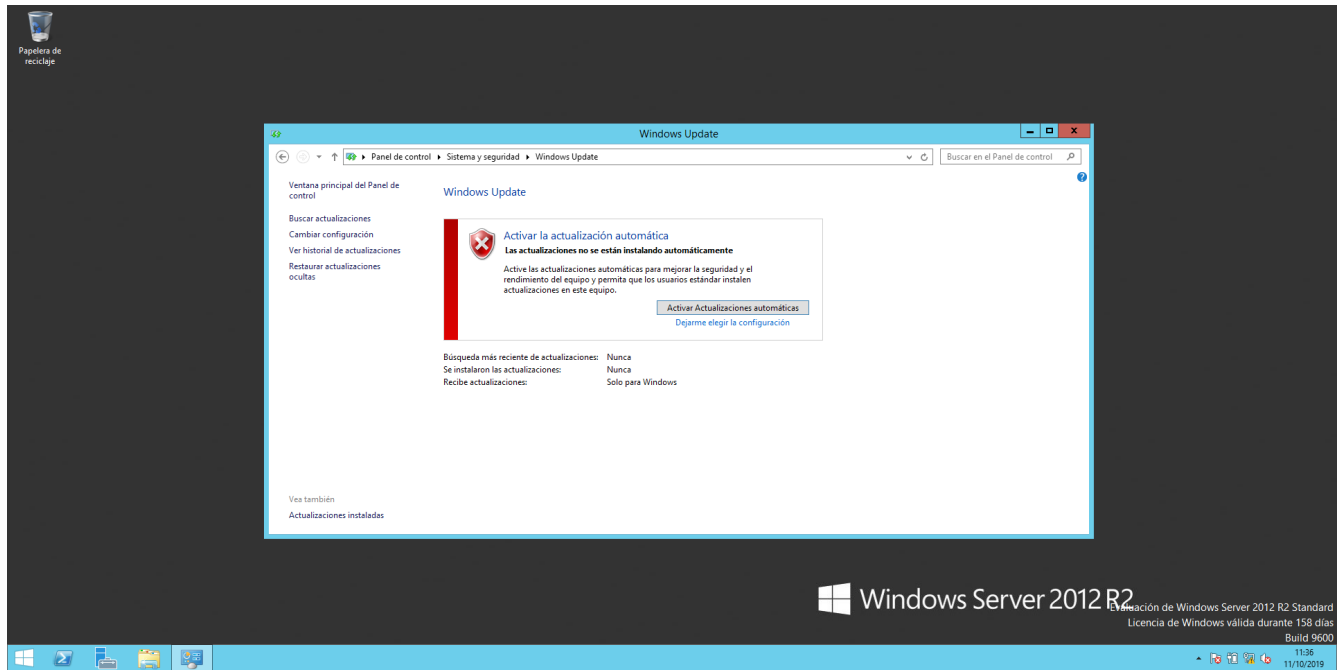 Papelera de
reciclaje
Windows Update
Panel de control
Sistema y seguridad
Windows Update
Buscar en el Panel de control
Ventana principal del Panel de
control
Buscar actualizaciones
Cambiar configuración
Ver historial de actualizaciones
Restaurar actualizaciones
ocultas
Windows Update
Activar la actualización automática
Las actualizaciones no se están instalando automáticamente
Active las actualizaciones automáticas para mejorar la seguridad y el
rendimiento del equipo y permita que los usuarios estándar instalen
actualizaciones en este equipo.
Activar Actualizaciones automáticas
Dejarme elegir la configuración
Búsqueda más reciente de actualizaciones: Nunca
Se instalaron las actualizaciones: Nunca
Recibe actualizaciones: Solo para Windows
Vea también
Actualizaciones instaladas
Windows Server 2012 R2
Evaluación de Windows Server 2012 R2 Standard
Licencia de Windows válida durante 158 días
Build 9600
11:36
11/10/2019